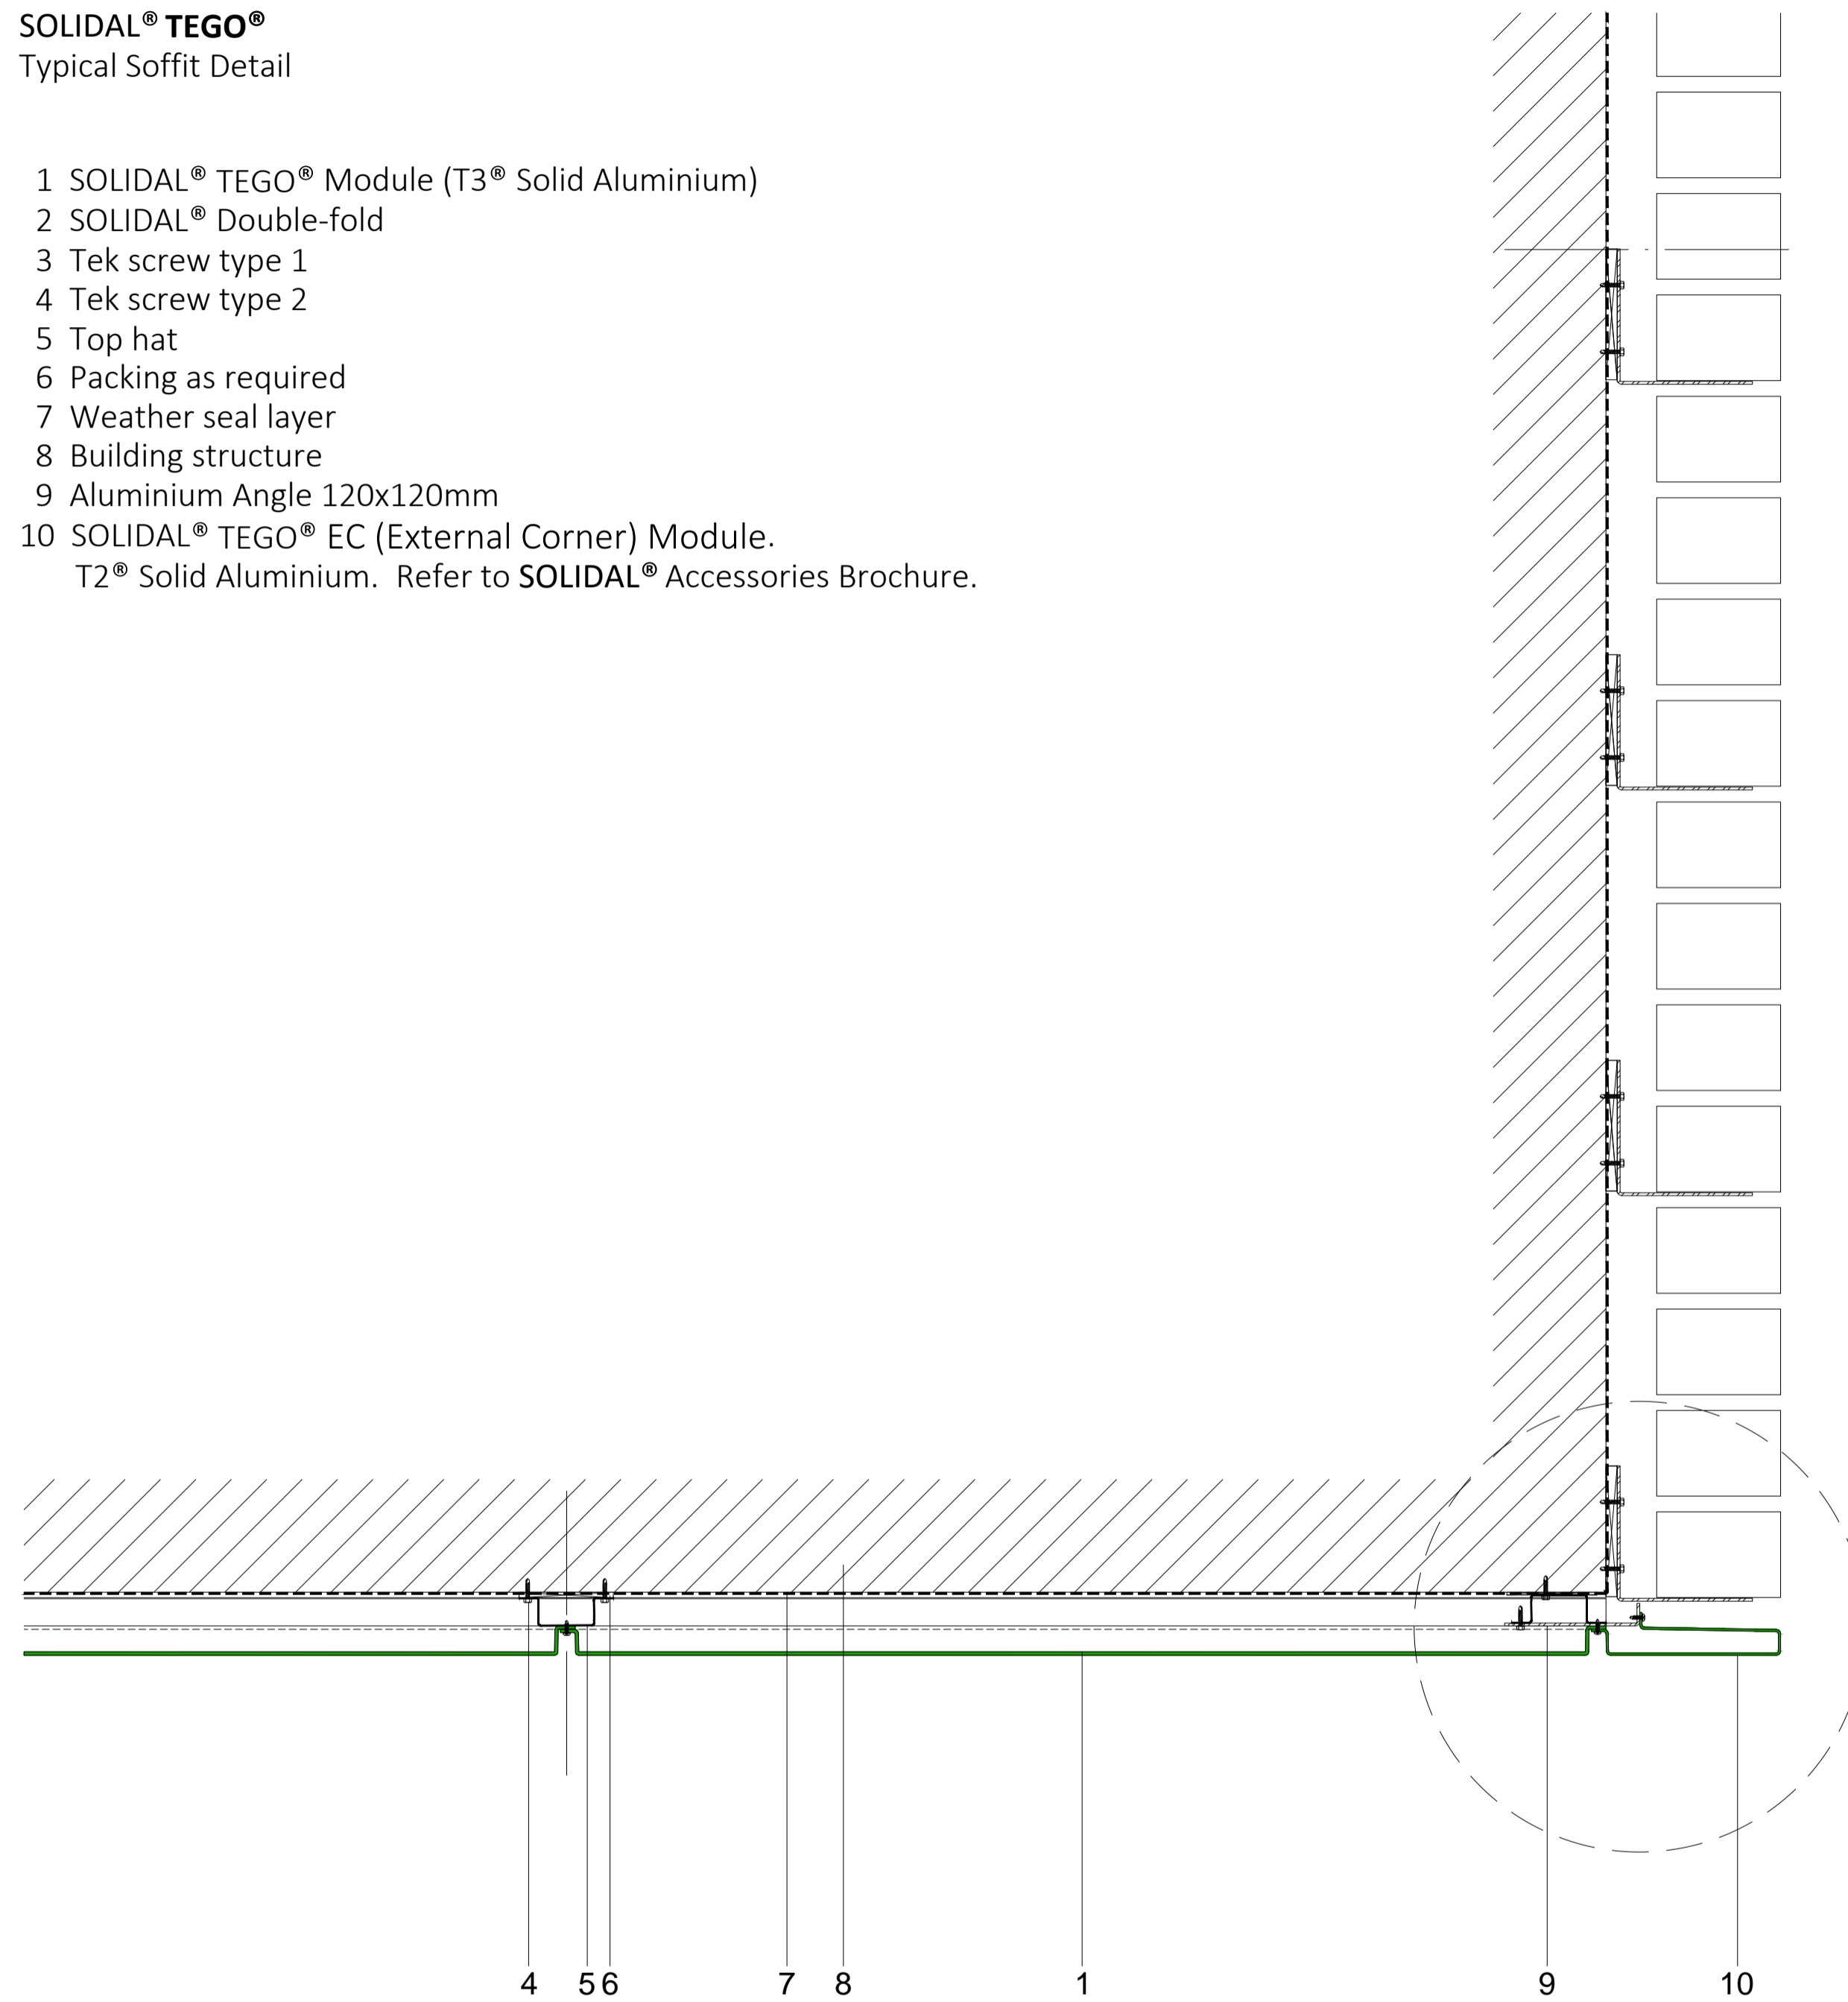 SOLIDAL® TEGO®
Typical Soffit Detail
1 SOLIDAL® TEGO® Module (T3® Solid Aluminium)
2 SOLIDAL® Double-fold
3 Tek screw type 1
4 Tek screw type 2
5 Top hat
6 Packing as required
7 Weather seal layer
8 Building structure
9 Aluminium Angle 120x120mm
10 SOLIDAL® TEGO® EC (External Corner) Module.
T2® Solid Aluminium. Refer to SOLIDAL® Accessories Brochure.
4 5 6 7 8 1 9 10